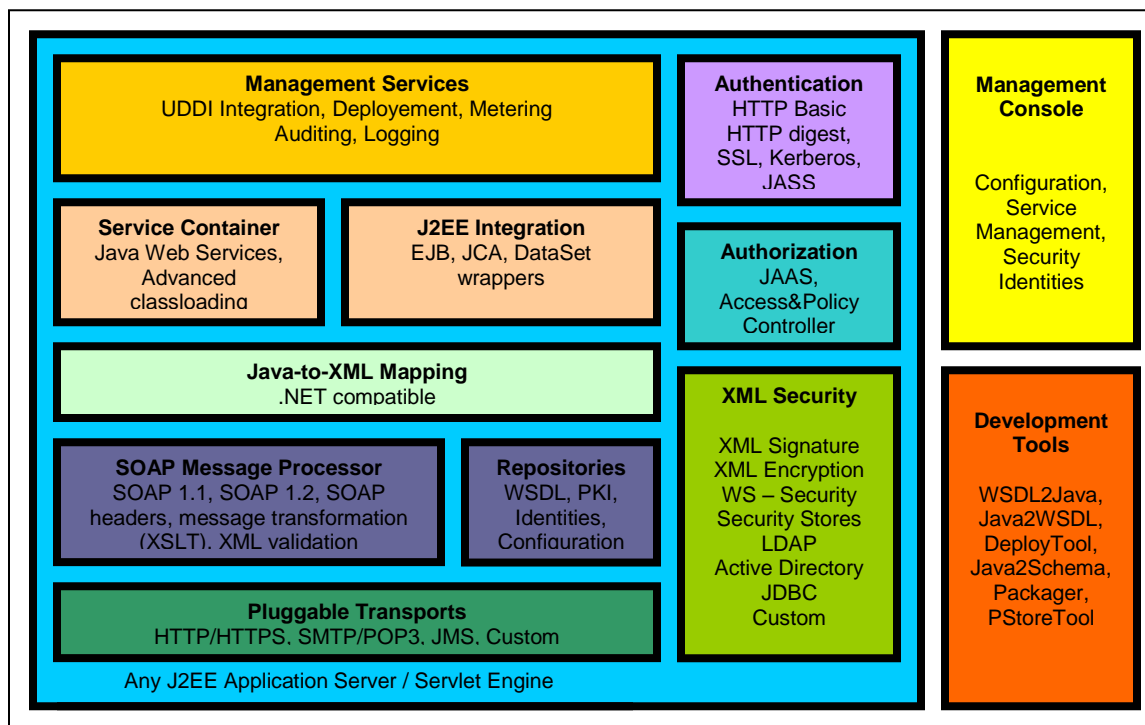 Management Services
UDDI Integration, Deployement, Metering
Auditing, Logging
Authentication
HTTP Basic
HTTP digest,
SSL, Kerberos,
JASS
Management
Console
Configuration,
Service
Management,
Security
Identities
Service Container
Java Web Services,
Advanced
classloading
J2EE Integration
EJB, JCA, DataSet
wrappers
Authorization
JAAS,
Access&Policy
Controller
Java-to-XML Mapping
.NET compatible
XML Security
XML Signature
XML Encryption
WS – Security
Security Stores
LDAP
Active Directory
JDBC
Custom
Development
Tools
WSDL2Java,
Java2WSDL,
DeployTool,
Java2Schema,
Packager,
PStoreTool
SOAP Message Processor
SOAP 1.1, SOAP 1.2, SOAP
headers, message transformation
(XSLT), XML validation
Repositories
WSDL, PKI,
Identities,
Configuration
Pluggable Transports
HTTP/HTTPS, SMTP/POP3, JMS, Custom
Any J2EE Application Server / Servlet Engine